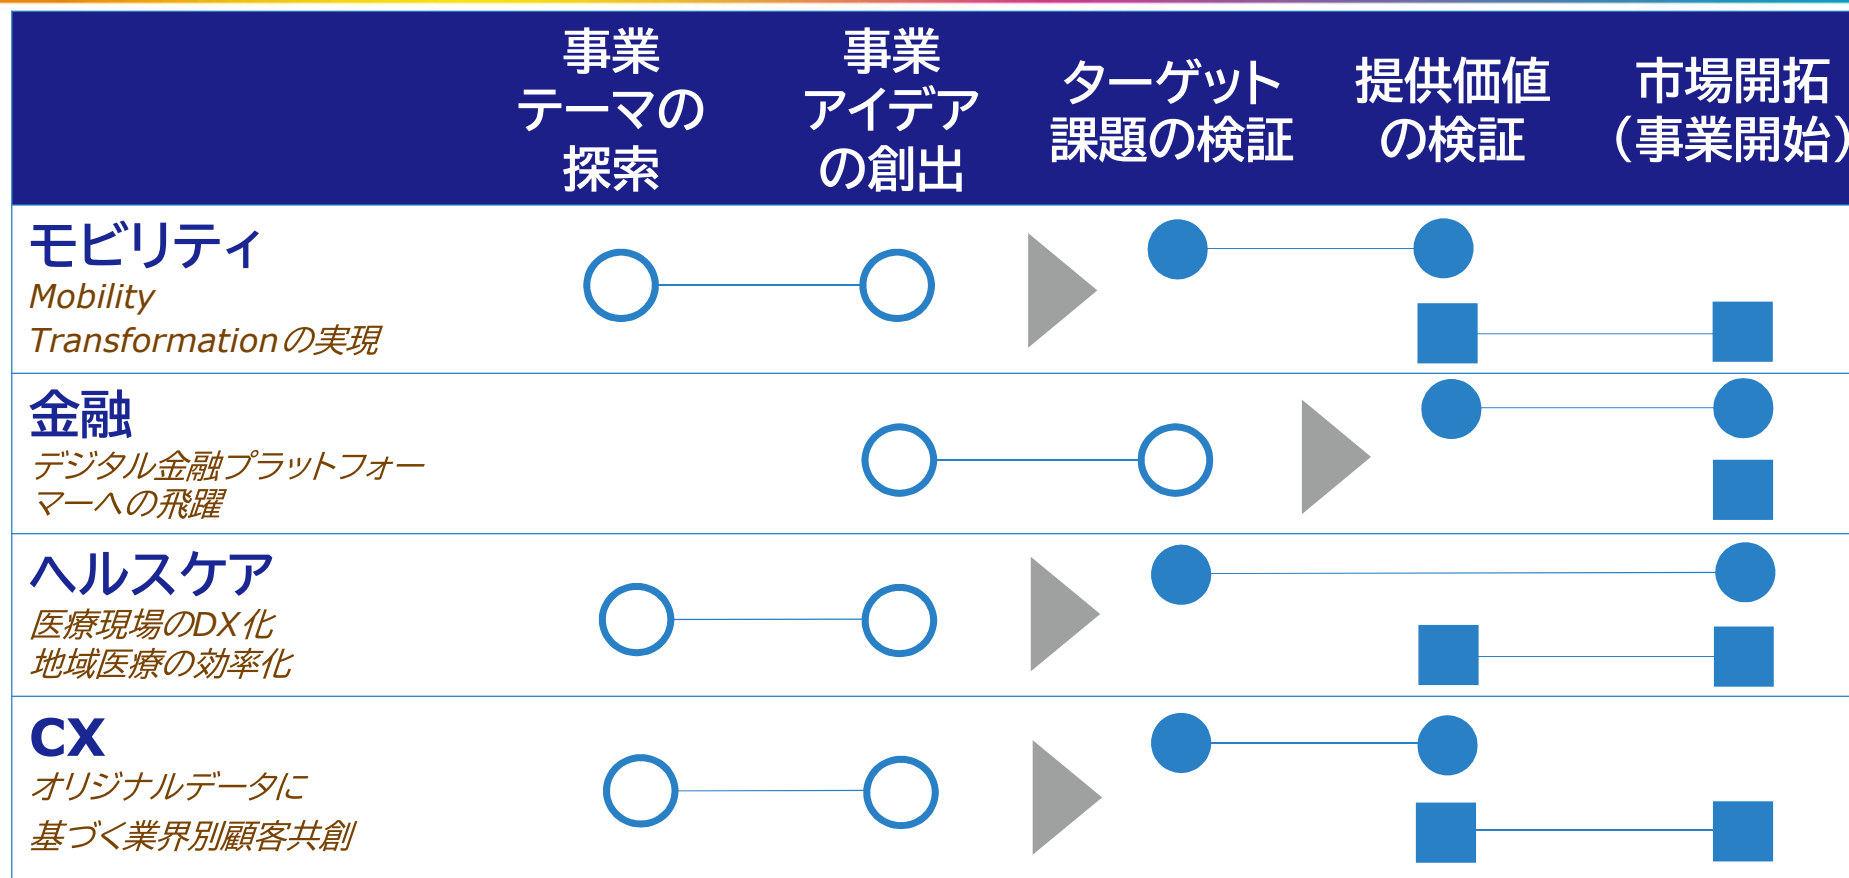 事業
テーマの
探索
事業
アイデア
の創出
ターゲット
課題の検証
提供価値
の検証
市場開拓
（事業開始）
モビリティ
Mobility
Transformationの実現
金融
デジタル金融プラットフォー
マーへの飛躍
ヘルスケア
医療現場のDX化
地域医療の効率化
CX
オリジナルデータに
基づく業界別顧客共創